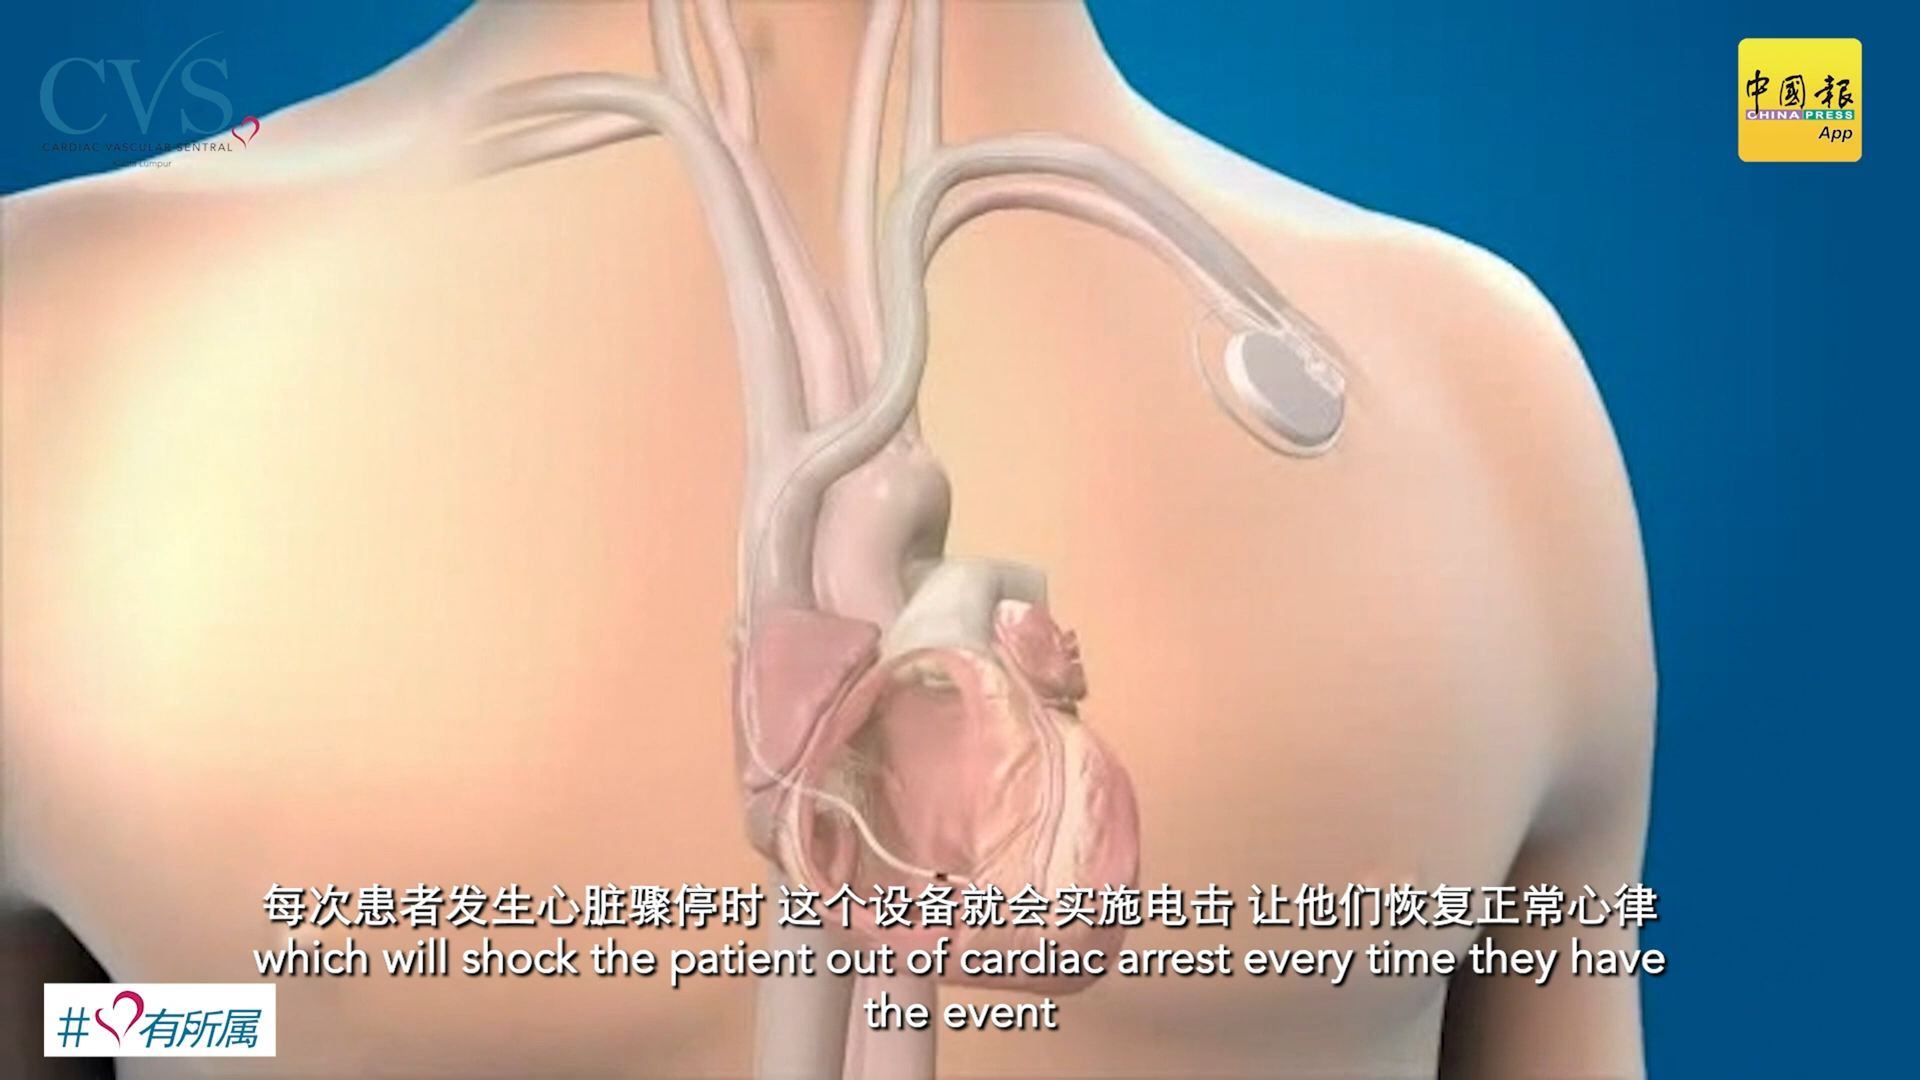 CVS
CARDIAC VASCULAR SENTRAL
Kuala Lumpur
中國報
CHINA PRESS
App
每次患者发生心脏骤停时 这个设备就会实施电击 让他们恢复正常心律
which will shock the patient out of cardiac arrest every time they have
the event
#有所属